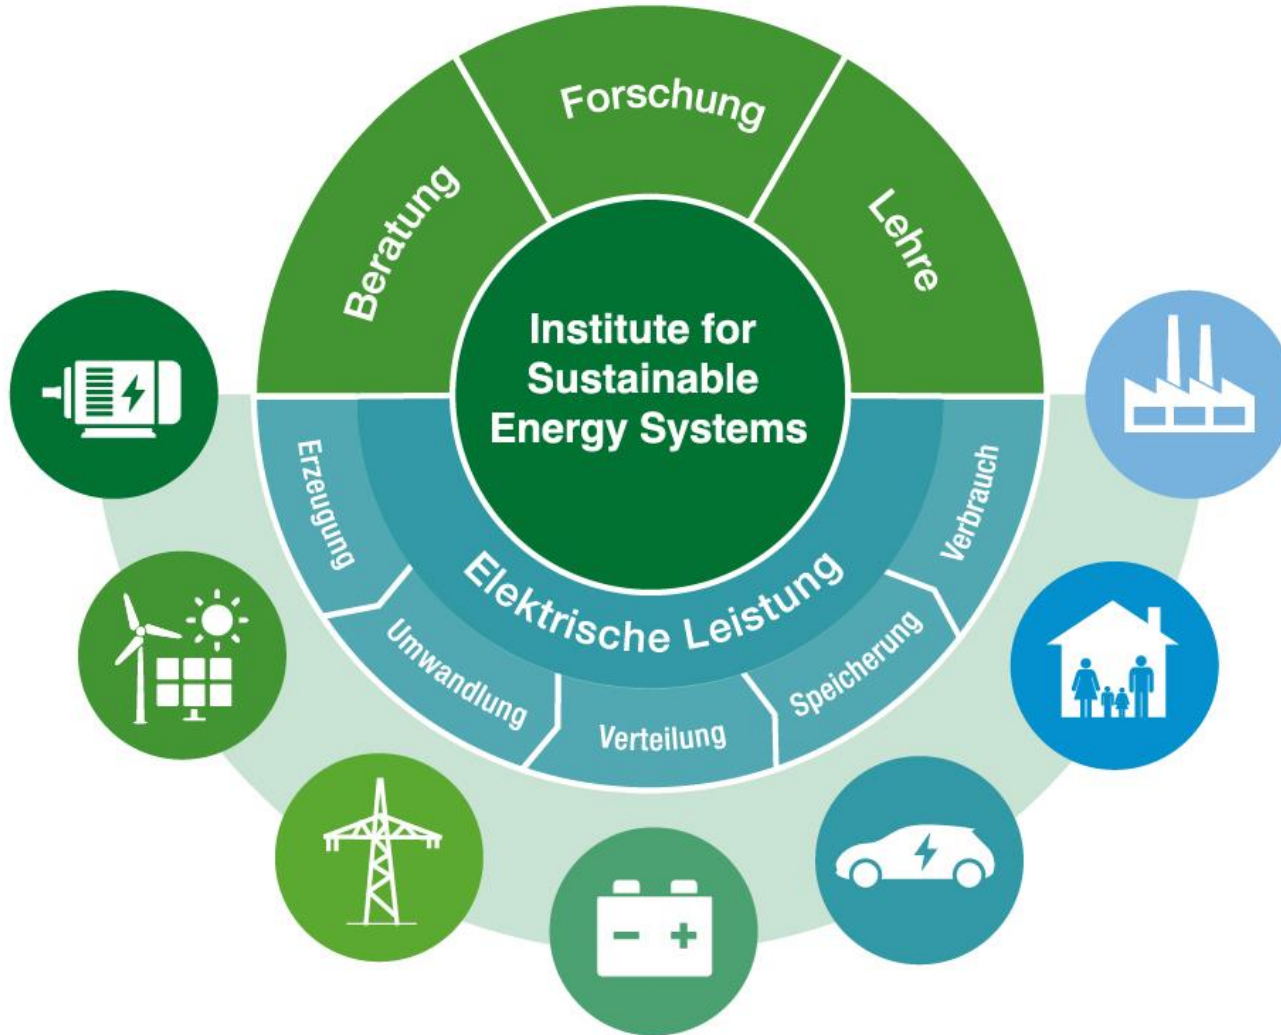 Beratung
Forschung
Lehre
Institute for
Sustainable
Energy Systems
Elektrische Leistung
Erzeugung
Umwandlung
Verteilung
Speicherung
Verbrauch